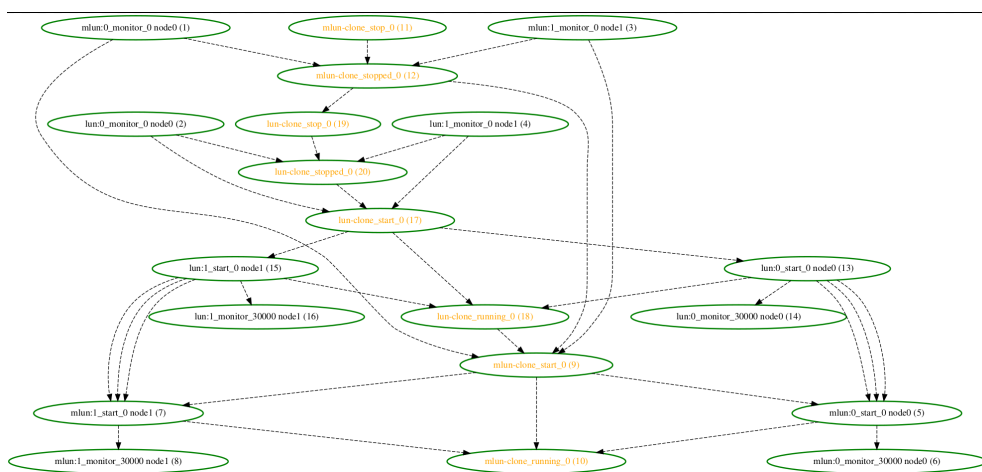 mlun:0_monitor_0 node0 (1)
mlun-clone_stop_0 (11)
mlun:1_monitor_0 node1 (3)
mlun-clone_stopped_0 (12)
lun:0_monitor_0 node0 (2)
lun-clone_stop_0 (19)
lun:1_monitor_0 node1 (4)
lun-clone_stopped_0 (20)
lun-clone_start_0 (17)
lun:1_start_0 node1 (15)
lun:0_start_0 node0 (13)
lun:1_monitor_30000 node1 (16)
lun-clone_running_0 (18)
lun:0_monitor_30000 node0 (14)
mlun-clone_start_0 (9)
mlun:1_start_0 node1 (7)
mlun:0_start_0 node0 (5)
mlun:1_monitor_30000 node1 (8)
mlun-clone_running_0 (10)
mlun:0_monitor_30000 node0 (6)